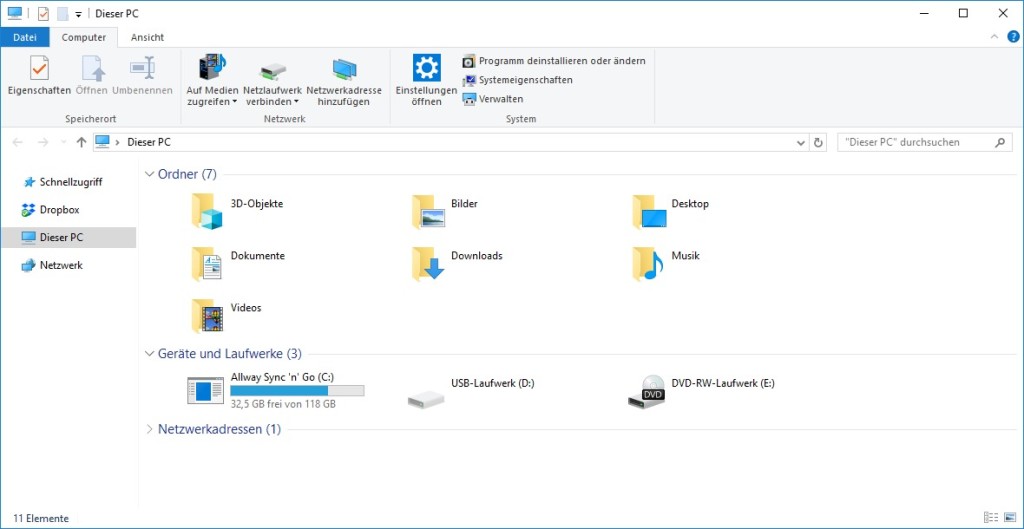 Dieser PC
Datei Computer Ansicht
Eigenschaften Öffnen Umbenennen
Auf Medien zugreifen
Netzlaufwerk verbinden
Netzwerkadresse hinzufügen
Einstellungen öffnen
Programm deinstallieren oder ändern
Systemeigenschaften
Verwalten
Speicherort Netzwerk System
Dieser PC
"Dieser PC" durchsuchen
Schnellzugriff
Dropbox
Dieser PC
Netzwerk
Ordner (7)
3D-Objekte Bilder Desktop
Dokumente Downloads Musik
Videos
Geräte und Laufwerke (3)
Allway Sync 'n' Go (C:)
32,5 GB frei von 118 GB
USB-Laufwerk (D:)
DVD-RW-Laufwerk (E:)
DVD
Netzwerkadressen (1)
11 Elemente